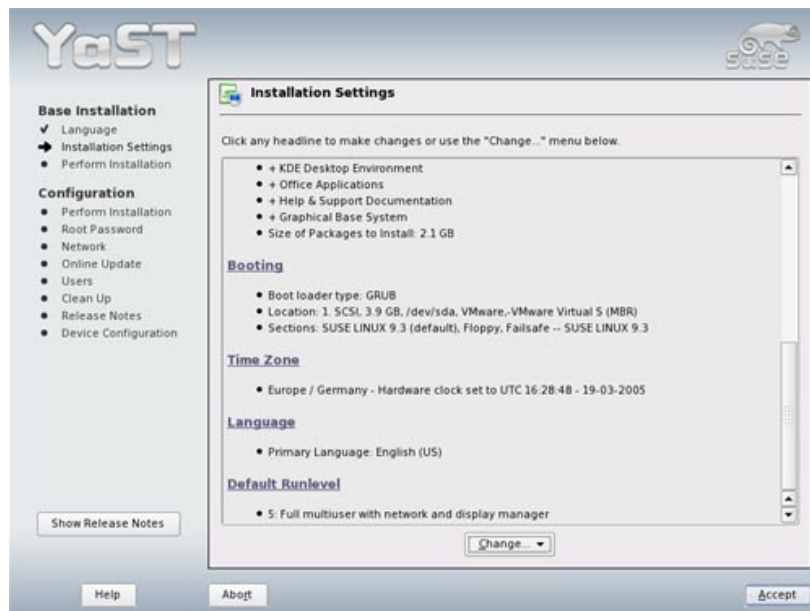 YaST
SUSE
Base Installation
Language
Installation Settings
Perform Installation
Configuration
Perform Installation
Root Password
Network
Online Update
Users
Clean Up
Release Notes
Device Configuration
Show Release Notes
Installation Settings
Click any headline to make changes or use the "Change..." menu below.
+ KDE Desktop Environment
+ Office Applications
+ Help & Support Documentation
+ Graphical Base System
Size of Packages to Install: 2.1 GB
Booting
Boot loader type: GRUB
Location: 1. SCSI, 3.9 GB, /dev/sda, VMware,-VMware Virtual S (MBR)
Sections: SUSE LINUX 9.3 (default), Floppy, Failsafe -- SUSE LINUX 9.3
Time Zone
Europe / Germany - Hardware clock set to UTC 16:28:48 - 19-03-2005
Language
Primary Language: English (US)
Default Runlevel
5: Full multiuser with network and display manager
Change...
Help
Abort
Accept